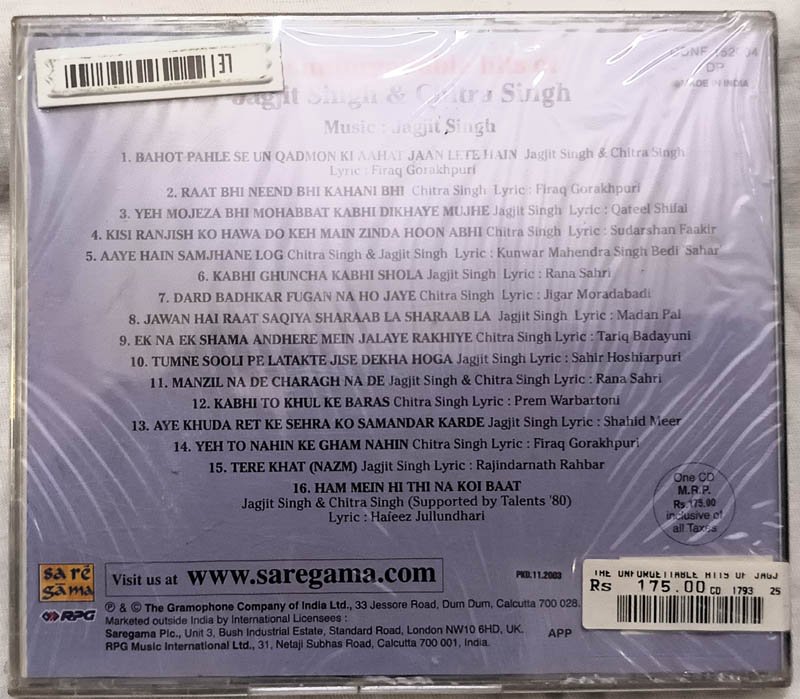 137
CDNF 152
DP
MADE IN INDIA
Jagjit Singh & Chitra Singh
Music : Jagjit Singh
1. BAHOT PAHLE SE UN QADMON KI AAHAT JAAN LETE HAIN Jagjit Singh & Chitra Singh
Lyric : Firaq Gorakhpuri
2. RAAT BHI NEEND BHI KAHANI BHI Chitra Singh Lyric : Firaq Gorakhpuri
3. YEH MOJEZA BHI MOHABBAT KABHI DIKHAYE MUJHE Jagjit Singh Lyric : Qateel Shifai
4. KISI RANJISH KO HAWA DO KEH MAIN ZINDA HOON ABHI Chitra Singh Lyric : Sudarshan Faakir
5. AAYE HAIN SAMJHANE LOG Chitra Singh & Jagjit Singh Lyric : Kunwar Mahendra Singh Bedi 'Sahar'
6. KABHI GHUNCHA KABHI SHOLA Jagjit Singh Lyric : Rana Sahri
7. DARD BADHKAR FUGAN NA HO JAYE Chitra Singh Lyric : Jigar Moradabadi
8. JAWAN HAI RAAT SAQIYA SHARAAB LA SHARAAB LA Jagjit Singh Lyric : Madan Pal
9. EK NA EK SHAMA ANDHERE MEIN JALAYE RAKHIYE Chitra Singh Lyric : Tariq Badayuni
10. TUMNE SOOLI PE LATAKTE JISE DEKHA HOGA Jagjit Singh Lyric : Sahir Hoshiarpuri
11. MANZIL NA DE CHARAGH NA DE Jagjit Singh & Chitra Singh Lyric : Rana Sahri
12. KABHI TO KHUL KE BARAS Chitra Singh Lyric : Prem Warbartoni
13. AYE KHUDA RET KE SEHRA KO SAMANDAR KARDE Jagjit Singh Lyric : Shahid Meer
14. YEH TO NAHIN KE GHAM NAHIN Chitra Singh Lyric : Firaq Gorakhpuri
15. TERE KHAT (NAZM) Jagjit Singh Lyric : Rajindarnath Rahbar
16. HAM MEIN HI THI NA KOI BAAT
Jagjit Singh & Chitra Singh (Supported by Talents '80)
Lyric : Hafeez Jullundhari
One CD
M.R.P.
Rs.175.00
inclusive of
all Taxes
sa rė
gama
RPG
Visit us at www.saregama.com
PKD.11.2003
℗ & © The Gramophone Company of India Ltd., 33 Jessore Road, Dum Dum, Calcutta 700 028.
Marketed outside India by International Licensees :
Saregama Plc., Unit 3, Bush Industrial Estate, Standard Road, London NW10 6HD, UK.
APP
RPG Music International Ltd., 31, Netaji Subhas Road, Calcutta 700 001, India.
THE UNFORGETTABLE HITS OF JAGJ
Rs 175.00 CD 1793 25